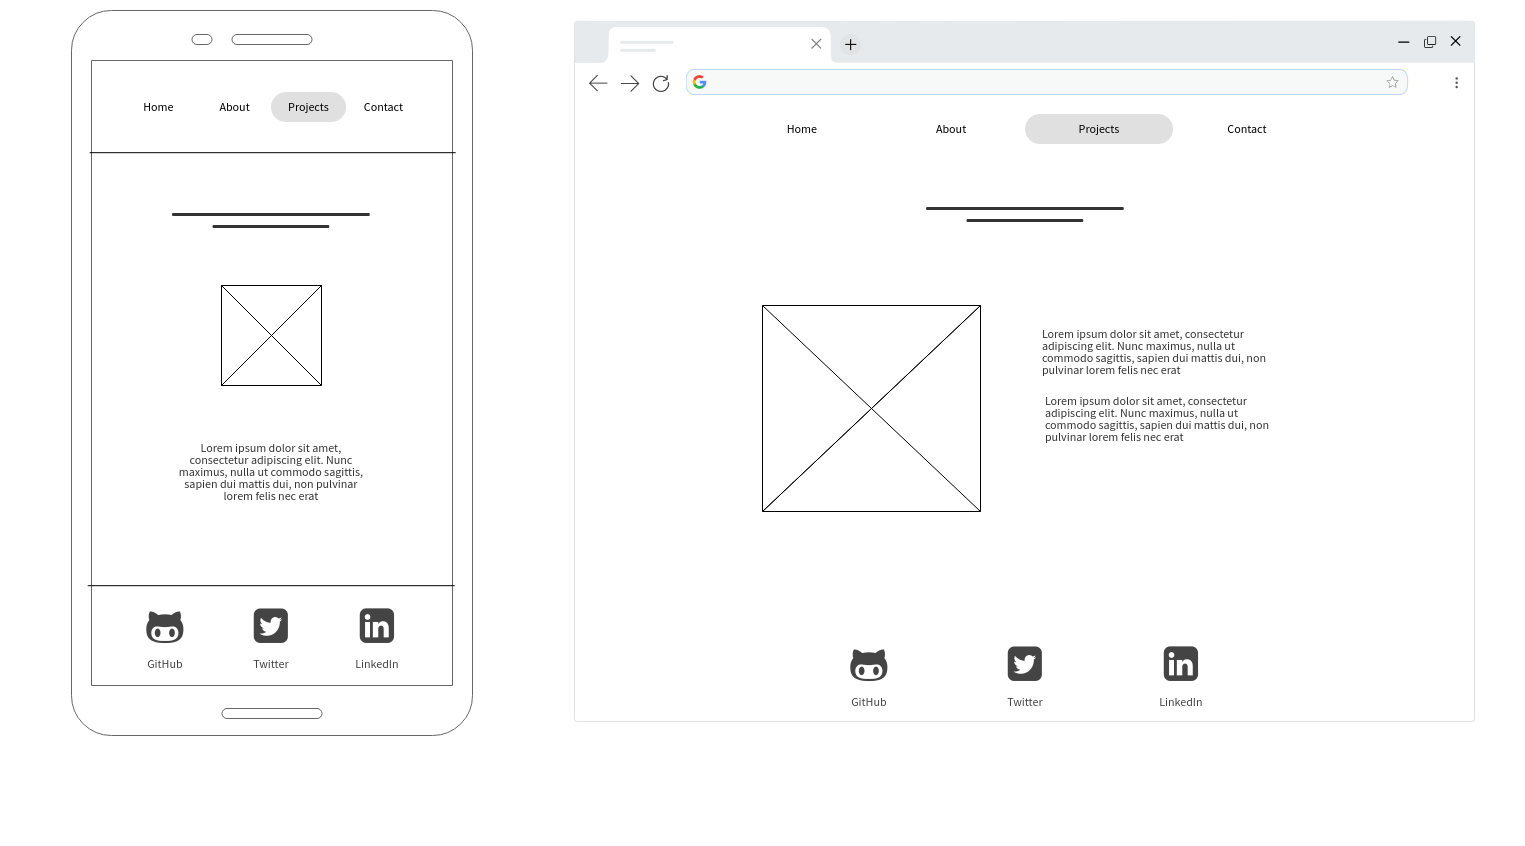 Home About Projects Contact
Lorem ipsum dolor sit amet,
consectetur adipiscing elit. Nunc
maximus, nulla ut commodo sagittis,
sapien dui mattis dui, non pulvinar
lorem felis nec erat
GitHub Twitter LinkedIn
Home About Projects Contact
Lorem ipsum dolor sit amet, consectetur
adipiscing elit. Nunc maximus, nulla ut
commodo sagittis, sapien dui mattis dui, non
pulvinar lorem felis nec erat
Lorem ipsum dolor sit amet, consectetur
adipiscing elit. Nunc maximus, nulla ut
commodo sagittis, sapien dui mattis dui, non
pulvinar lorem felis nec erat
GitHub Twitter LinkedIn